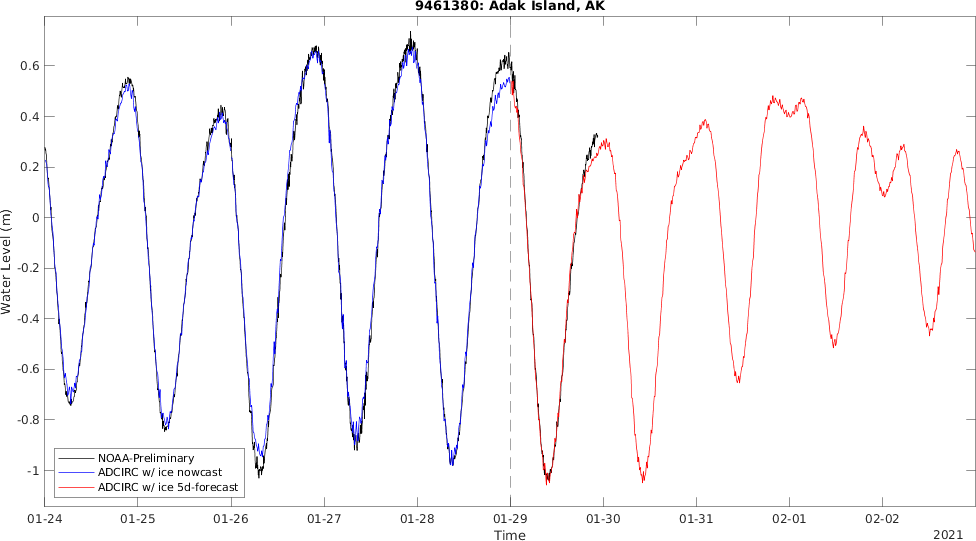 9461380: Adak Island, AK
Water Level (m)
0.6
0.4
0.2
0
-0.2
-0.4
-0.6
-0.8
-1
NOAA-Preliminary
ADCIRC w/ ice nowcast
ADCIRC w/ ice 5d-forecast
01-24 01-25 01-26 01-27 01-28 01-29 01-30 01-31 02-01 02-02
Time
2021